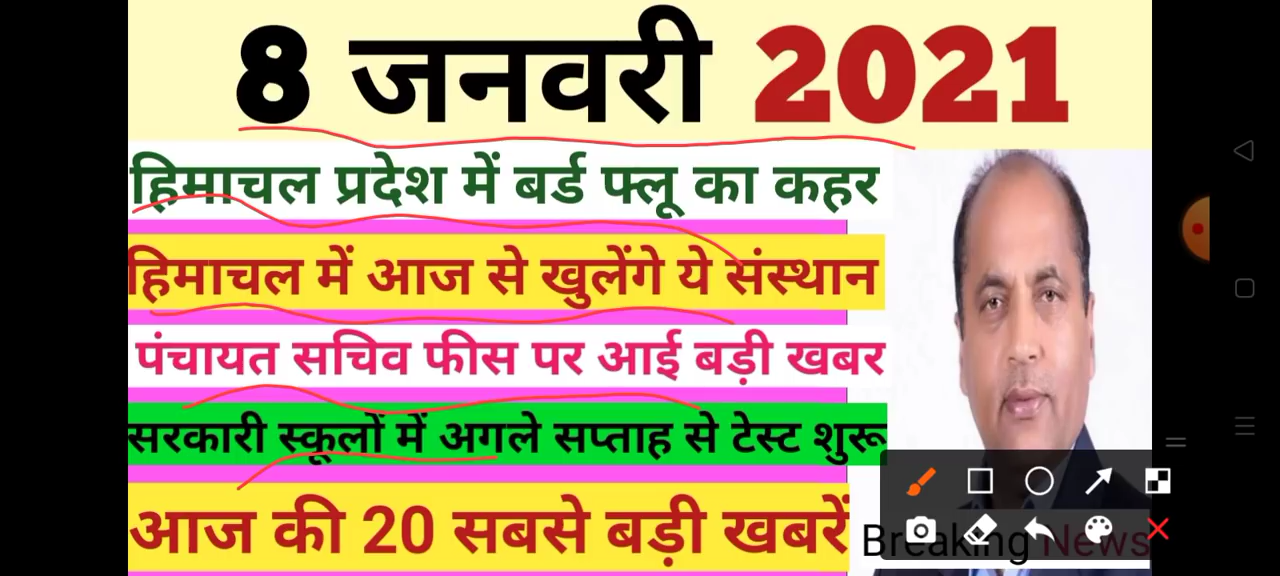 8 जनवरी 2021
हिमाचल प्रदेश में बर्ड फ्लू का कहर
हिमाचल में आज से खुलेंगे ये संस्थान
पंचायत सचिव फीस पर आई बड़ी खबर
सरकारी स्कूलों में अगले सप्ताह से टेस्ट शुरू
आज की 20 सबसे बड़ी खबरें
Breaking News